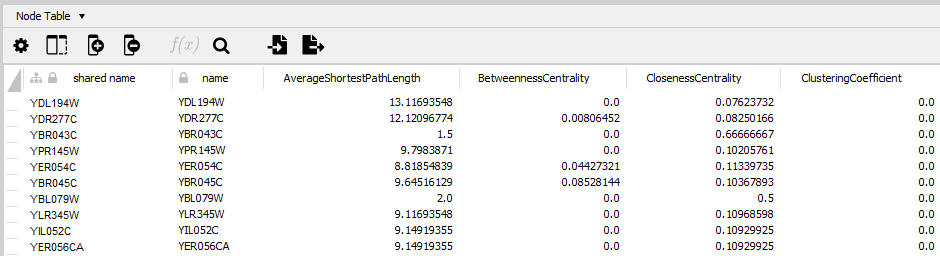 Node Table ▼
f(x)
shared name name AverageShortestPathLength BetweennessCentrality ClosenessCentrality ClusteringCoefficient
YDL194W YDL194W 13.11693548 0.0 0.07623732 0.0
YDR277C YDR277C 12.12096774 0.00806452 0.08250166 0.0
YBR043C YBR043C 1.5 0.0 0.66666667 0.0
YPR145W YPR145W 9.7983871 0.0 0.10205761 0.0
YER054C YER054C 8.81854839 0.04427321 0.11339735 0.0
YBR045C YBR045C 9.64516129 0.08528144 0.10367893 0.0
YBL079W YBL079W 2.0 0.0 0.5 0.0
YLR345W YLR345W 9.11693548 0.0 0.10968598 0.0
YIL052C YIL052C 9.14919355 0.0 0.10929925 0.0
YER056CA YER056CA 9.14919355 0.0 0.10929925 0.0